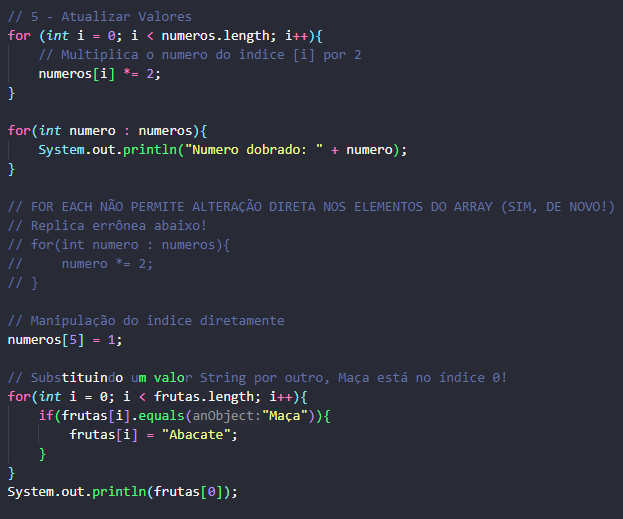 // 5 - Atualizar Valores
for (int i = 0; i < numeros.length; i++){
// Multiplica o numero do indice [i] por 2
numeros[i] *= 2;
}
for(int numero : numeros){
System.out.println("Numero dobrado: " + numero);
}
// FOR EACH NÃO PERMITE ALTERAÇÃO DIRETA NOS ELEMENTOS DO ARRAY (SIM, DE NOVO!)
// Replica errônea abaixo!
// for(int numero : numeros){
//     numero *= 2;
// }
// Manipulação do indice diretamente
numeros[5] = 1;
// Substituindo um valor String por outro, Maça está no índice 0!
for(int i = 0; i < frutas.length; i++){
if(frutas[i].equals(anObject:"Maça")){
frutas[i] = "Abacate";
}
}
System.out.println(frutas[0]);